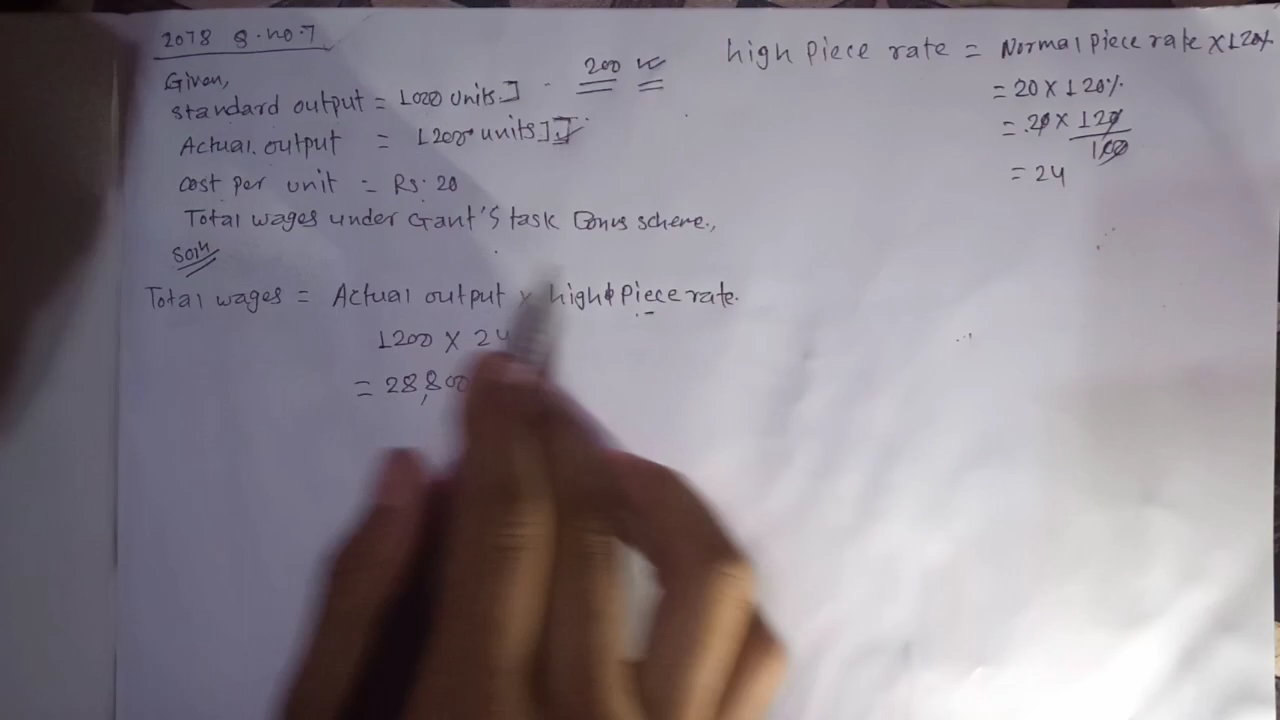 2078 Q.no.7
Given,
standard output = 1000 units.]
200
Actual output = 1200 units]
cost per unit = Rs. 20
Total wages under Gant's task Bonus scheme.,
Soln
Total wages = Actual output x high piece rate.
1200 x 24
= 28,800
high piece rate = Normal piece rate x 120%
= 20 x 120%
= 20 x 120/100
= 24